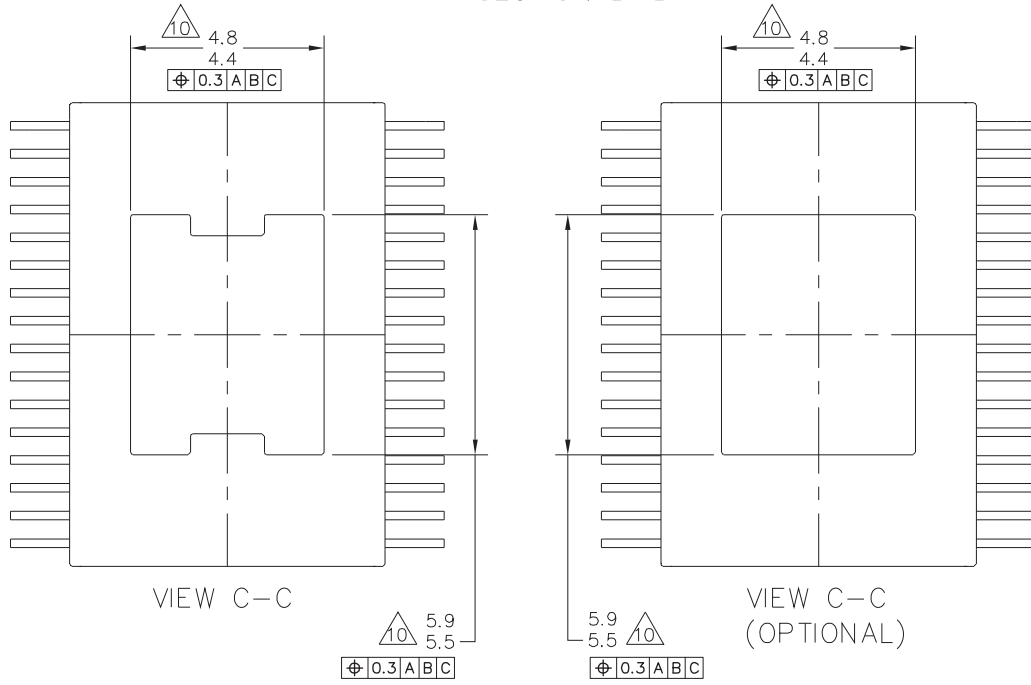 10 4.8
4.4
⌖ 0.3 A B C
10 4.8
4.4
⌖ 0.3 A B C
VIEW C-C
10 5.9
5.5
⌖ 0.3 A B C
5.9
5.5 10
⌖ 0.3 A B C
VIEW C-C
(OPTIONAL)